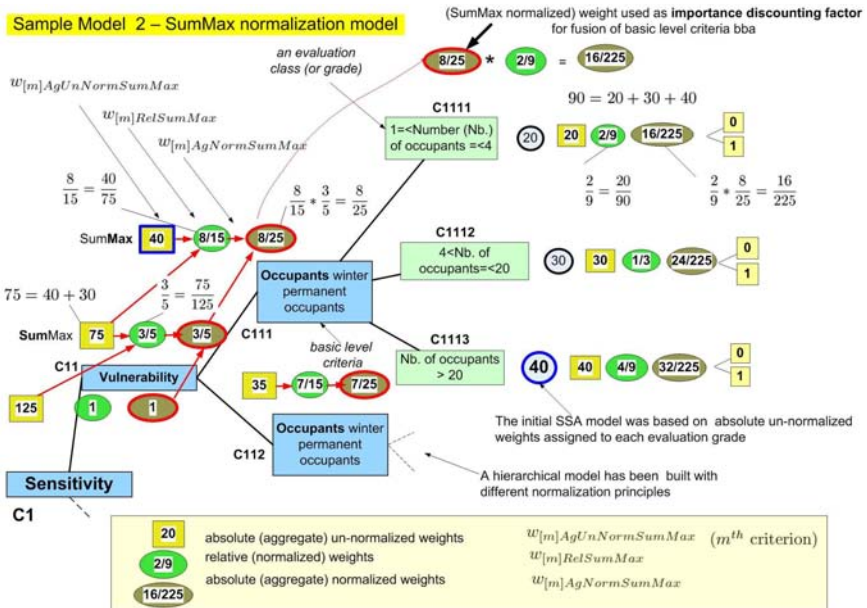 Sample Model 2 – SumMax normalization model
(SumMax normalized) weight used as importance discounting factor
for fusion of basic level criteria bba
8/25 * 2/9 = 16/225
an evaluation
class (or grade)
w[m]AgUnNormSumMax
w[m]RelSumMax
w[m]AgNormSumMax
90 = 20 + 30 + 40
C1111
1=<Number (Nb.)
of occupants =<4
20 20 2/9 16/225 0
1
2/9 = 20/90
2/9 * 8/25 = 16/225
8/15 = 40/75
8/15 * 3/5 = 8/25
SumMax 40 8/15 8/25
C1112
4<Nb. of
occupants=<20
30 30 1/3 24/225 0
1
Occupants winter
permanent
occupants
75 = 40 + 30
3/5 = 75/125
SumMax 75 3/5 3/5
C111
basic level
criteria
C1113
Nb. of occupants
> 20
40 40 4/9 32/225 0
1
C11
Vulnerability
35 7/15 7/25
125 1 1
The initial SSA model was based on absolute un-normalized
weights assigned to each evaluation grade
Occupants winter
permanent
occupants
C112
A hierarchical model has been built with
different normalization principles
Sensitivity
C1
20 absolute (aggregate) un-normalized weights w[m]AgUnNormSumMax (mth criterion)
2/9 relative (normalized) weights w[m]RelSumMax
16/225 absolute (aggregate) normalized weights w[m]AgNormSumMax